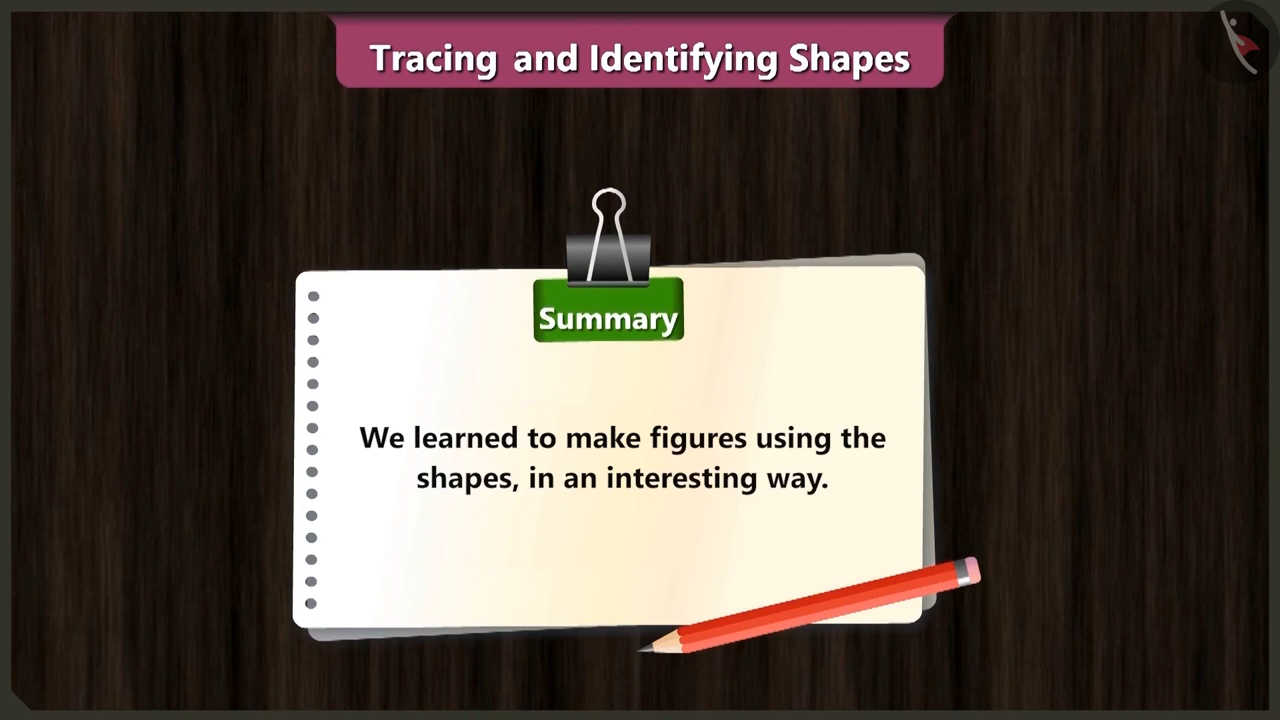 Tracing and Identifying Shapes
Summary
We learned to make figures using the
shapes, in an interesting way.